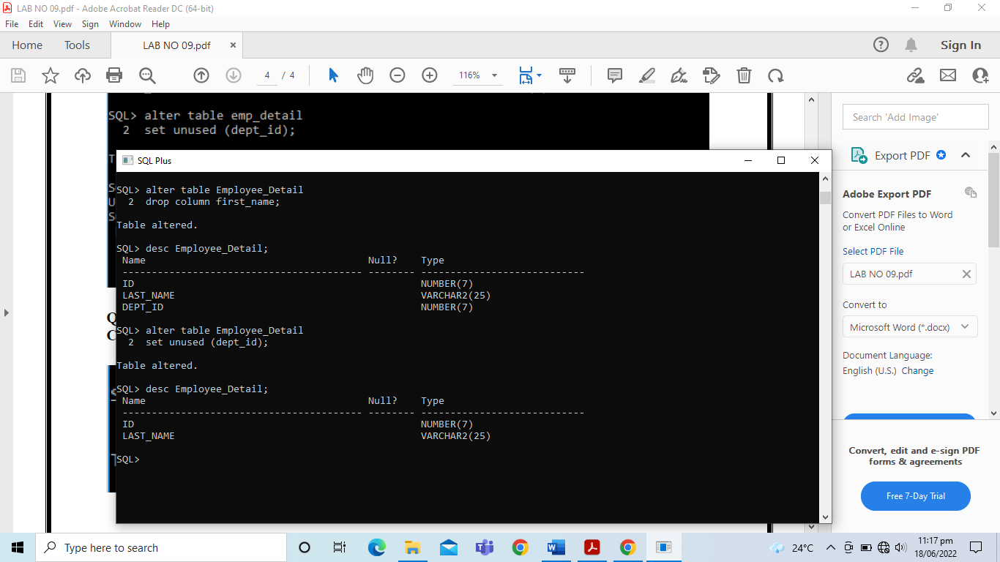 LAB NO 09.pdf - Adobe Acrobat Reader DC (64-bit)
File Edit View Sign Window Help
Home Tools LAB NO 09.pdf × Sign In
4 / 4 116%
SQL> alter table emp_detail
2 set unused (dept_id);
SQL Plus
SQL> alter table Employee_Detail
2 drop column first_name;
Table altered.
SQL> desc Employee_Detail;
Name Null? Type
----------------------------------------- -------- ----------------------------
ID NUMBER(7)
LAST_NAME VARCHAR2(25)
DEPT_ID NUMBER(7)
SQL> alter table Employee_Detail
2 set unused (dept_id);
Table altered.
SQL> desc Employee_Detail;
Name Null? Type
----------------------------------------- -------- ----------------------------
ID NUMBER(7)
LAST_NAME VARCHAR2(25)
SQL>
Search 'Add Image'
Export PDF
Adobe Export PDF
Convert PDF Files to Word
or Excel Online
Select PDF File
LAB NO 09.pdf
Convert to
Microsoft Word (*.docx)
Document Language:
English (U.S.) Change
Convert, edit and e-sign PDF
forms & agreements
Free 7-Day Trial
Type here to search
24°C
11:17 pm
18/06/2022